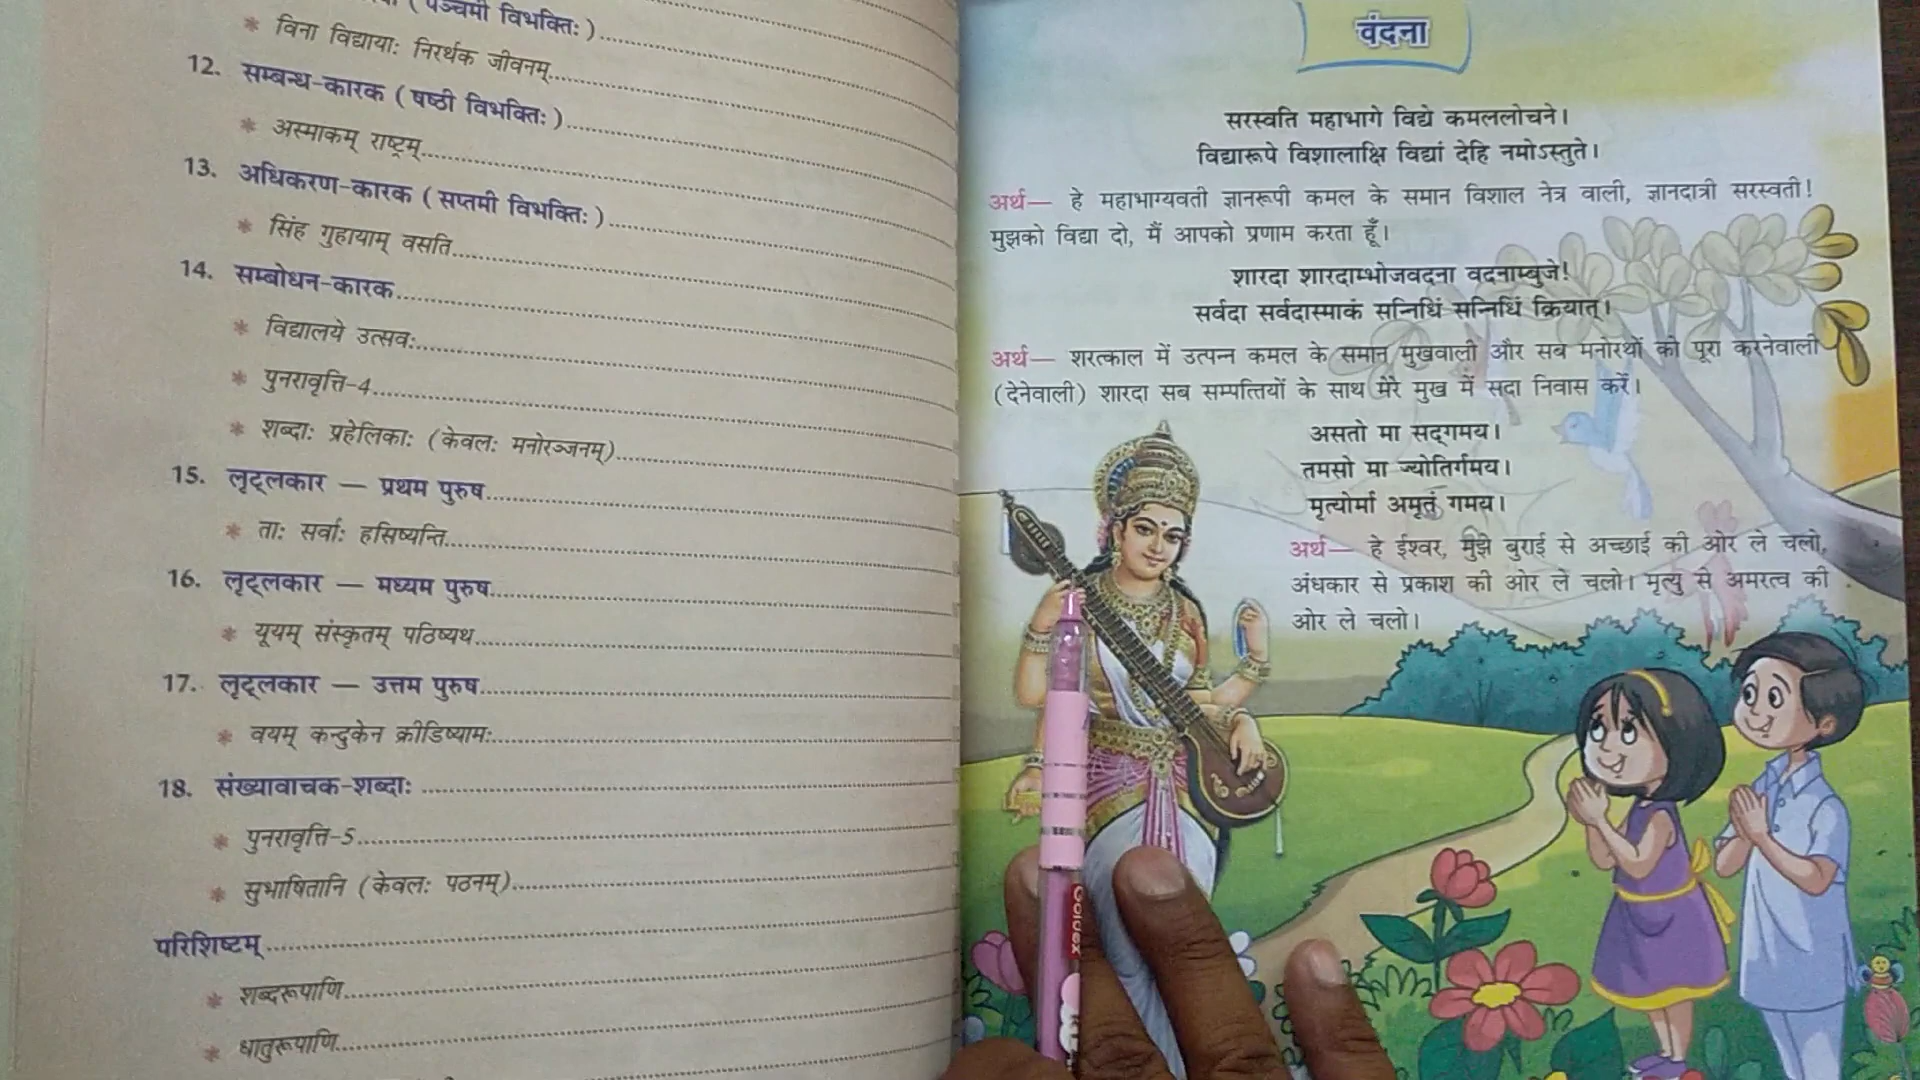 ( पञ्चमी विभक्तिः )
* विना विद्यायाः निरर्थक जीवनम्
12. सम्बन्ध-कारक ( षष्ठी विभक्तिः )
* अस्माकम् राष्ट्रम्
13. अधिकरण-कारक ( सप्तमी विभक्तिः )
* सिंह गुहायाम् वसति
14. सम्बोधन-कारक
* विद्यालये उत्सवः
* पुनरावृत्ति-4
* शब्दाः प्रहेलिकाः (केवलः मनोरञ्जनम्)
15. लृट्लकार — प्रथम पुरुष
* ताः सर्वाः हसिष्यन्ति
16. लृट्लकार — मध्यम पुरुष
* यूयम् संस्कृतम् पठिष्यथ
17. लृट्लकार — उत्तम पुरुष
* वयम् कन्दुकेन क्रीडिष्यामः
18. संख्यावाचक-शब्दाः
* पुनरावृत्ति-5
* सुभाषितानि (केवलः पठनम्)
परिशिष्टम्
* शब्दरूपाणि
* धातुरूपाणि
वंदना
सरस्वति महाभागे विद्ये कमललोचने।
विद्यारूपे विशालाक्षि विद्यां देहि नमोऽस्तुते।
अर्थ— हे महाभाग्यवती ज्ञानरूपी कमल के समान विशाल नेत्र वाली, ज्ञानदात्री सरस्वती!
मुझको विद्या दो, मैं आपको प्रणाम करता हूँ।
शारदा शारदाम्भोजवदना वदनाम्बुजे!
सर्वदा सर्वदास्माकं सन्निधिं सन्निधिं क्रियात्।
अर्थ— शरत्काल में उत्पन्न कमल के समान मुखवाली और सब मनोरथों को पूरा करनेवाली
(देनेवाली) शारदा सब सम्पत्तियों के साथ मेरे मुख में सदा निवास करें।
असतो मा सद्गमय।
तमसो मा ज्योतिर्गमय।
मृत्योर्मा अमृतं गमय।
अर्थ— हे ईश्वर, मुझे बुराई से अच्छाई की ओर ले चलो,
अंधकार से प्रकाश की ओर ले चलो। मृत्यु से अमरत्व की
ओर ले चलो।
Goldex